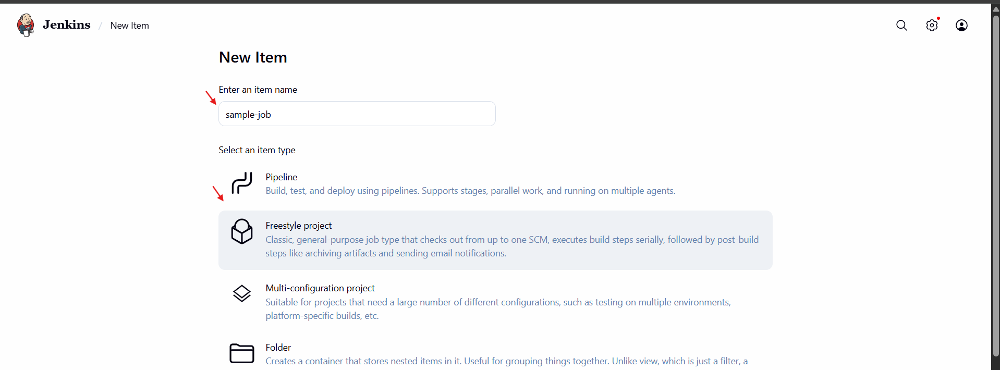 Jenkins / New Item
New Item
Enter an item name
sample-job
Select an item type
Pipeline
Build, test, and deploy using pipelines. Supports stages, parallel work, and running on multiple agents.
Freestyle project
Classic, general-purpose job type that checks out from up to one SCM, executes build steps serially, followed by post-build
steps like archiving artifacts and sending email notifications.
Multi-configuration project
Suitable for projects that need a large number of different configurations, such as testing on multiple environments,
platform-specific builds, etc.
Folder
Creates a container that stores nested items in it. Useful for grouping things together. Unlike view, which is just a filter, a